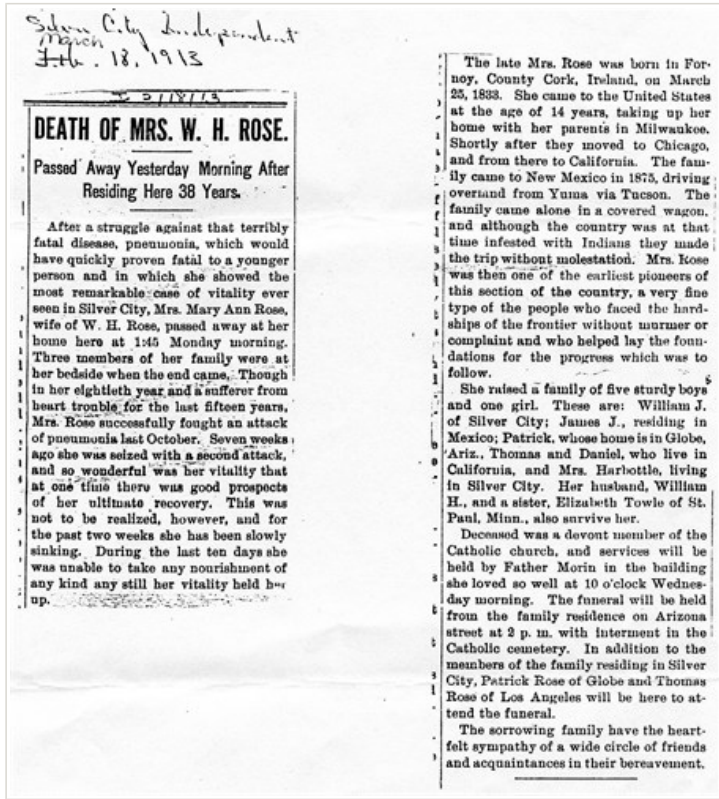 Silver City Independent
March
Feb. 18, 1913
I 3/18/13
DEATH OF MRS. W. H. ROSE.
Passed Away Yesterday Morning After
Residing Here 38 Years.
After a struggle against that terribly
fatal disease, pneumonia, which would
have quickly proven fatal to a younger
person and in which she showed the
most remarkable case of vitality ever
seen in Silver City, Mrs. Mary Ann Rose,
wife of W. H. Rose, passed away at her
home here at 1:45 Monday morning.
Three members of her family were at
her bedside when the end came. Though
in her eightieth year and a sufferer from
heart trouble for the last fifteen years,
Mrs. Rose successfully fought an attack
of pneumonia last October. Seven weeks
ago she was seized with a second attack,
and so wonderful was her vitality that
at one time there was good prospects
of her ultimate recovery. This was
not to be realized, however, and for
the past two weeks she has been slowly
sinking. During the last ten days she
was unable to take any nourishment of
any kind any still her vitality held her
up.
The late Mrs. Rose was born in For-
noy, County Cork, Ireland, on March
25, 1833. She came to the United States
at the age of 14 years, taking up her
home with her parents in Milwaukee.
Shortly after they moved to Chicago,
and from there to California. The fam-
ily came to New Mexico in 1875, driving
overland from Yuma via Tucson. The
family came alone in a covered wagon,
and although the country was at that
time infested with Indians they made
the trip without molestation. Mrs. Rose
was then one of the earliest pioneers of
this section of the country, a very fine
type of the people who faced the hard-
ships of the frontier without murmer or
complaint and who helped lay the foun-
dations for the progress which was to
follow.
She raised a family of five sturdy boys
and one girl. These are: William J.
of Silver City; James J., residing in
Mexico; Patrick, whose home is in Globe,
Ariz., Thomas and Daniel, who live in
California, and Mrs. Harbottle, living
in Silver City. Her husband, William
H., and a sister, Elizabeth Towle of St.
Paul, Minn., also survive her.
Deceased was a devout member of the
Catholic church, and services will be
held by Father Morin in the building
she loved so well at 10 o'clock Wednes-
day morning. The funeral will be held
from the family residence on Arizona
street at 2 p. m. with interment in the
Catholic cemetery. In addition to the
members of the family residing in Silver
City, Patrick Rose of Globe and Thomas
Rose of Los Angeles will be here to at-
tend the funeral.
The sorrowing family have the heart-
felt sympathy of a wide circle of friends
and acquaintances in their bereavement.